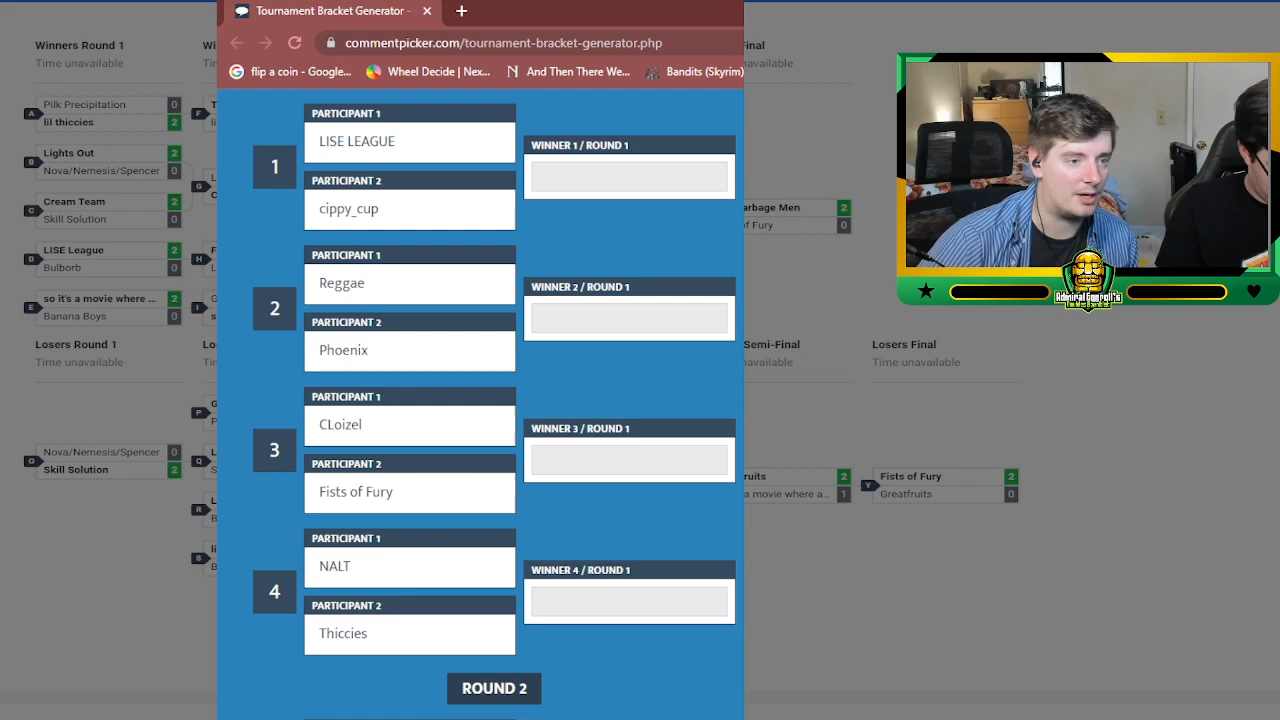 Tournament Bracket Generator -
commentpicker.com/tournament-bracket-generator.php
flip a coin - Google...
Wheel Decide | Nex...
And Then There We...
Bandits (Skyrim)
PARTICIPANT 1
LISE LEAGUE
1
PARTICIPANT 2
cippy_cup
WINNER 1 / ROUND 1
PARTICIPANT 1
Reggae
2
PARTICIPANT 2
Phoenix
WINNER 2 / ROUND 1
PARTICIPANT 1
CLoizel
3
PARTICIPANT 2
Fists of Fury
WINNER 3 / ROUND 1
PARTICIPANT 1
NALT
4
PARTICIPANT 2
Thiccies
WINNER 4 / ROUND 1
ROUND 2
Winners Round 1
Time unavailable
A
Pilk Precipitation 0
lil thiccies 2
B
Lights Out 2
Nova/Nemesis/Spencer 0
C
Cream Team 2
Skill Solution 0
D
LISE League 2
Bulborb 0
E
so it's a movie where ... 2
Banana Boys 0
Losers Round 1
Time unavailable
O
Nova/Nemesis/Spencer 0
Skill Solution 2
F
G
H
I
P
Q
R
S
Semi-Final
2
of Fury 0
2
a movie where a... 1
Losers Final
Time unavailable
Y
Fists of Fury 2
Greatfruits 0
Admiral Eggroll's